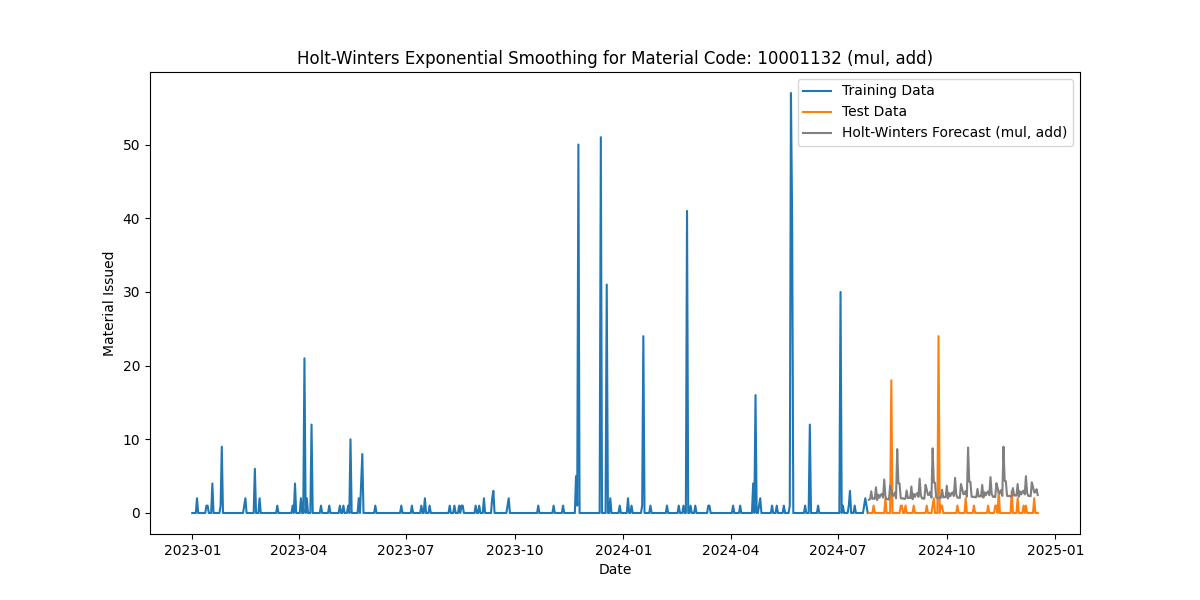 Holt-Winters Exponential Smoothing for Material Code: 10001132 (mul, add)
Training Data
Test Data
Holt-Winters Forecast (mul, add)
Material Issued
50
40
30
20
10
0
2023-01
2023-04
2023-07
2023-10
2024-01
2024-04
2024-07
2024-10
2025-01
Date